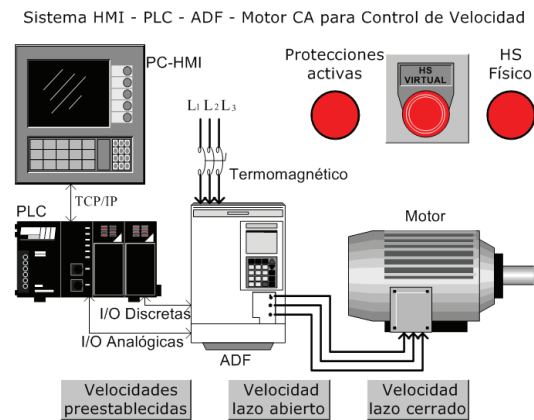 Sistema HMI - PLC - ADF - Motor CA para Control de Velocidad
PC-HMI
Protecciones
activas
HS
VIRTUAL
HS
Físico
L1 L2 L3
Termomagnético
TCP/IP
PLC
Motor
I/O Discretas
I/O Analógicas
ADF
Velocidades
preestablecidas
Velocidad
lazo abierto
Velocidad
lazo cerrado